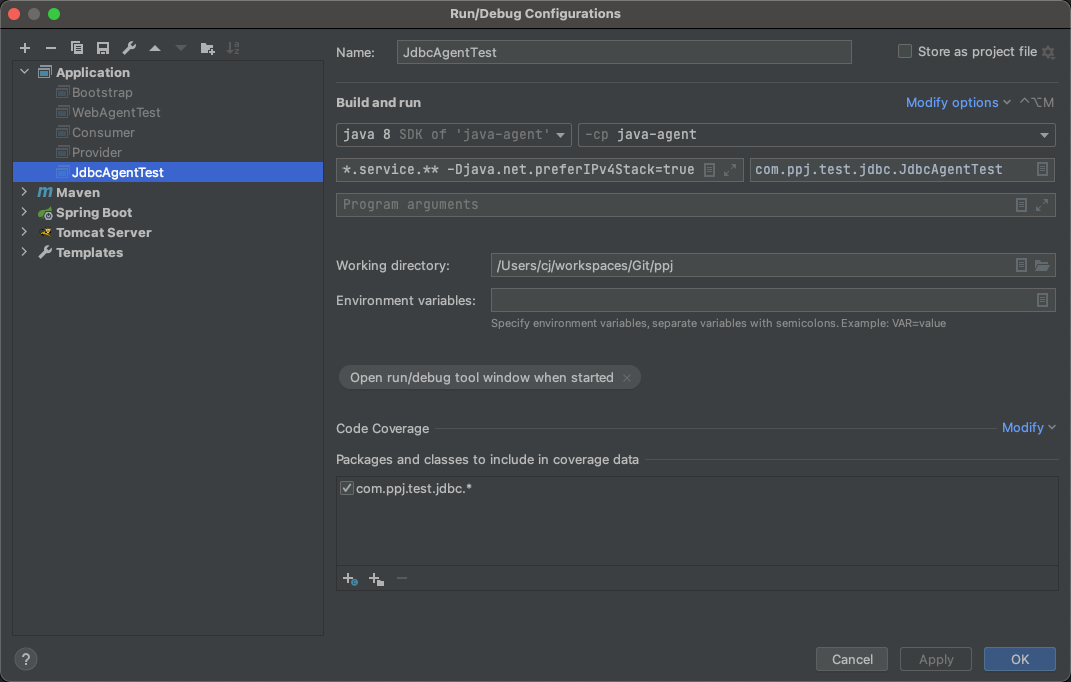 Run/Debug Configurations
Application
Bootstrap
WebAgentTest
Consumer
Provider
JdbcAgentTest
Maven
Spring Boot
Tomcat Server
Templates
Name: JdbcAgentTest Store as project file
Build and run Modify options ^⌥M
java 8 SDK of 'java-agent' -cp java-agent
*.service.** -Djava.net.preferIPv4Stack=true com.ppj.test.jdbc.JdbcAgentTest
Program arguments
Working directory: /Users/cj/workspaces/Git/ppj
Environment variables:
Specify environment variables, separate variables with semicolons. Example: VAR=value
Open run/debug tool window when started ×
Code Coverage Modify
Packages and classes to include in coverage data
com.ppj.test.jdbc.*
? Cancel Apply OK